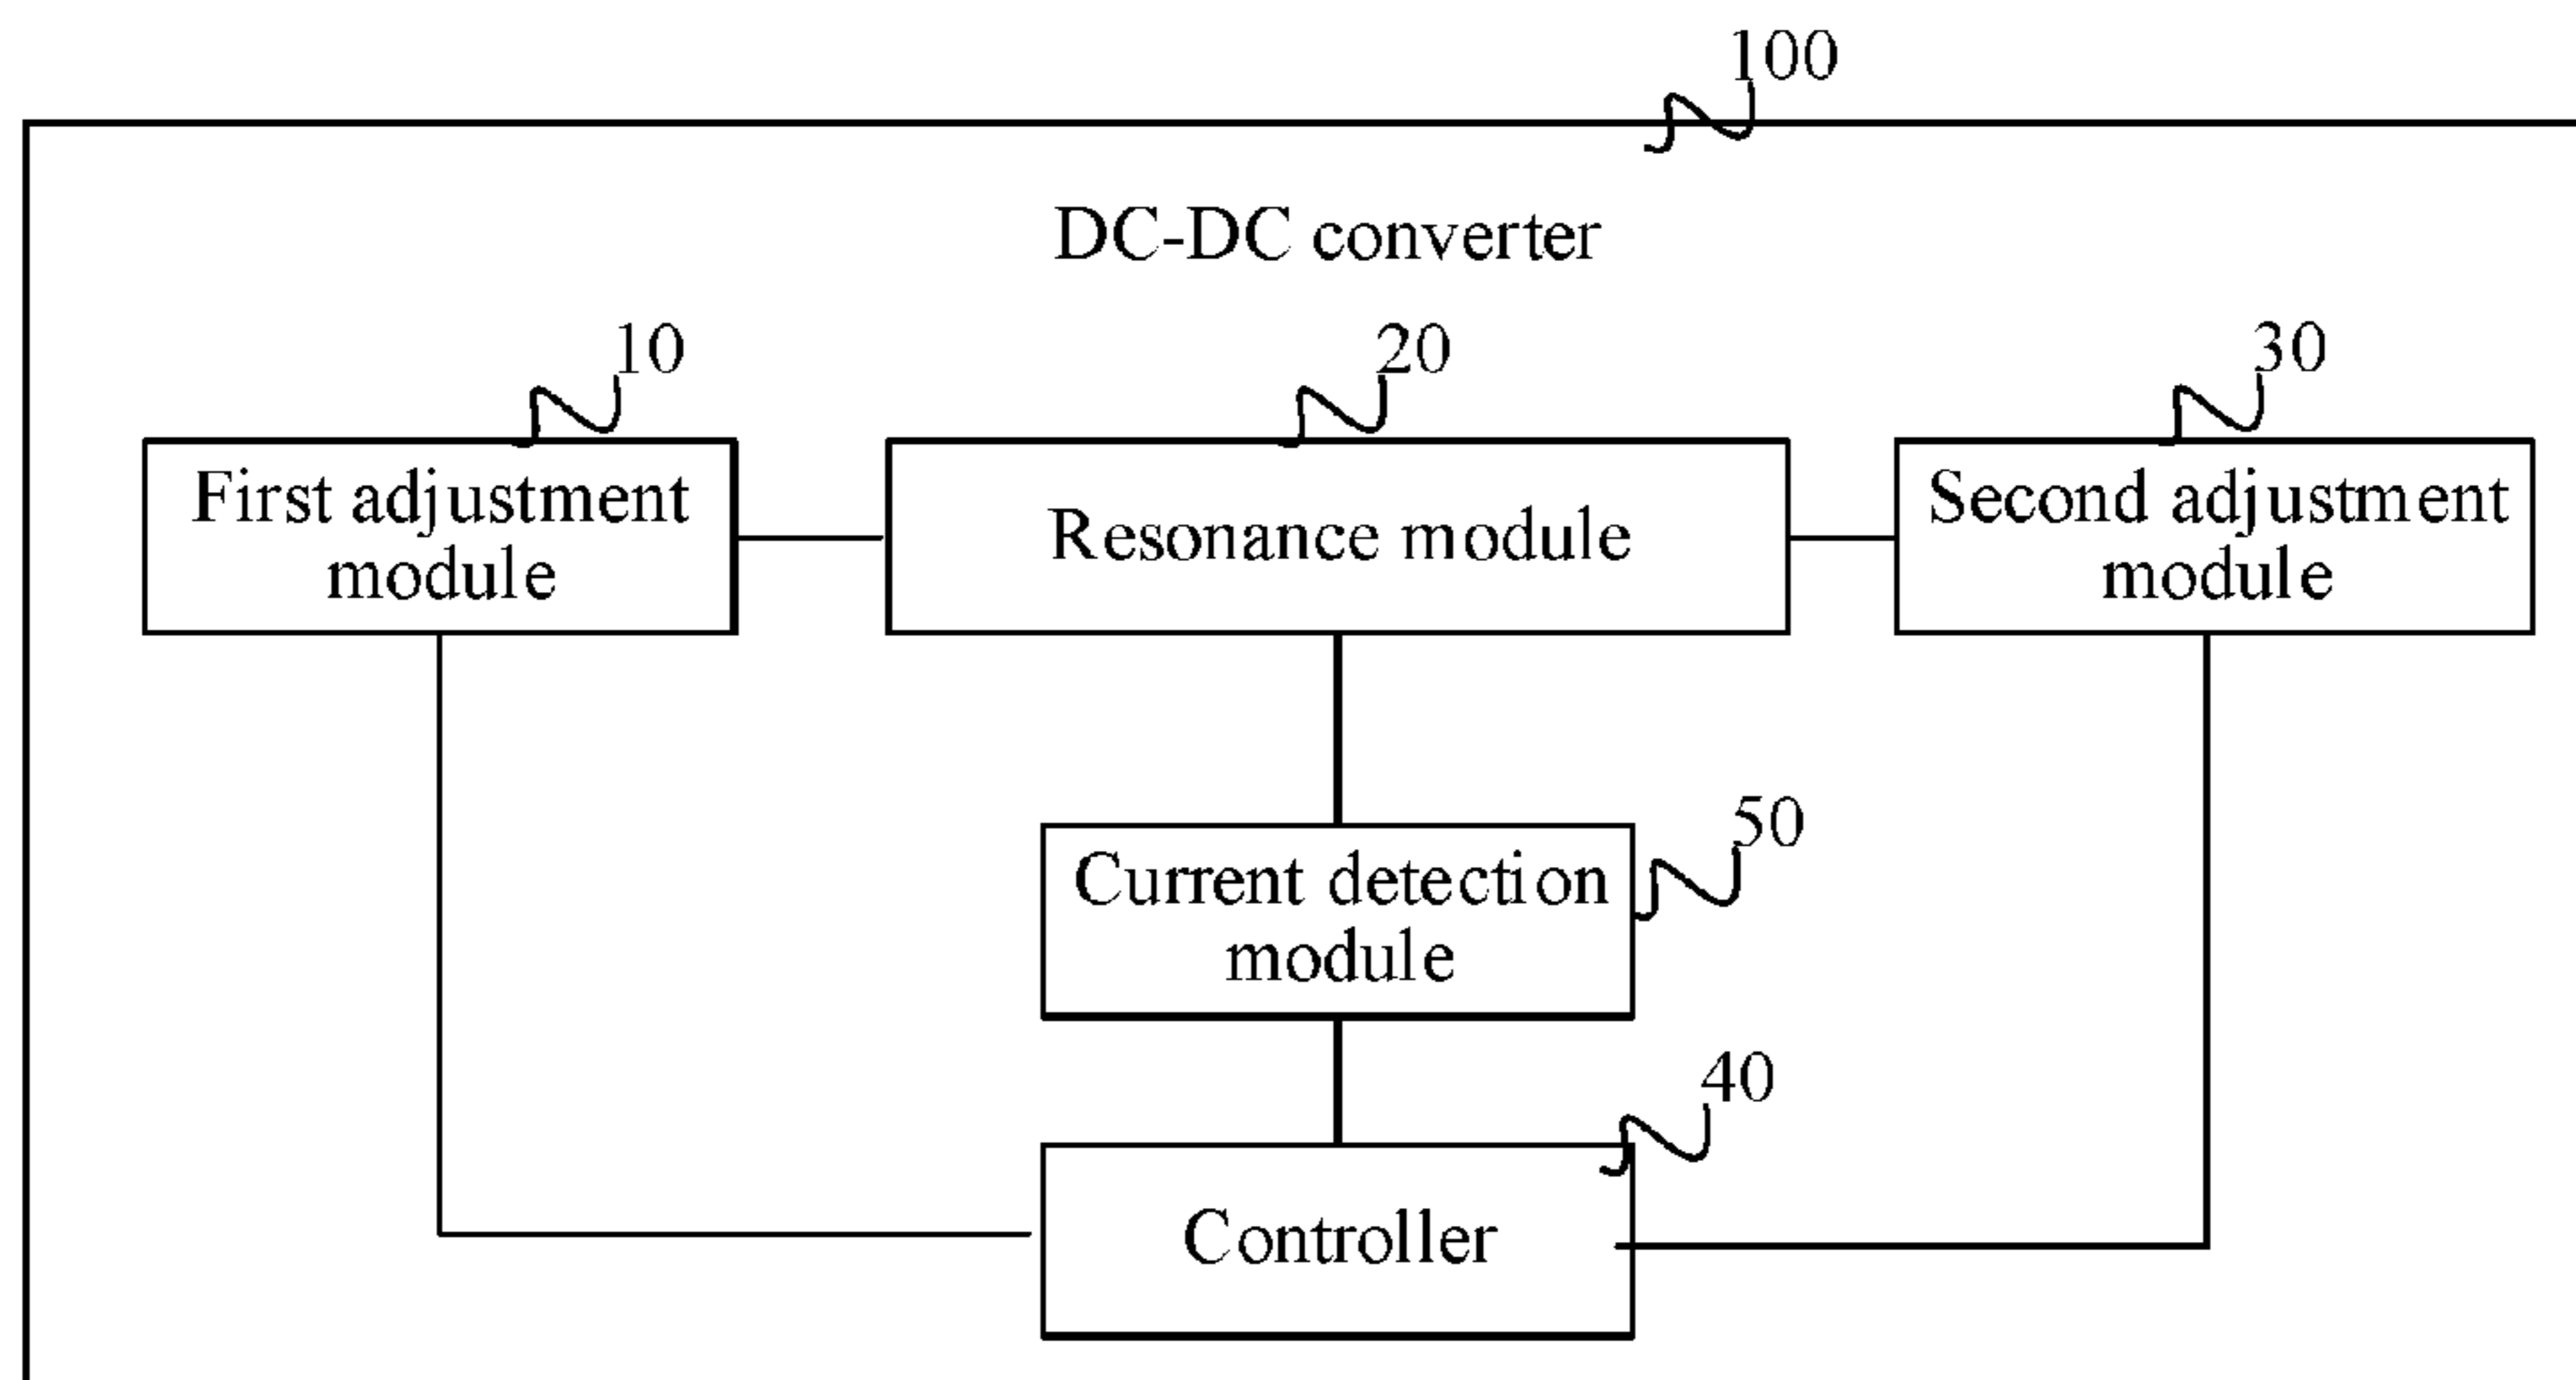 100
DC-DC converter
10
20
30
First adjustment
module
Resonance module
Second adjustment
module
50
Current detection
module
40
Controller